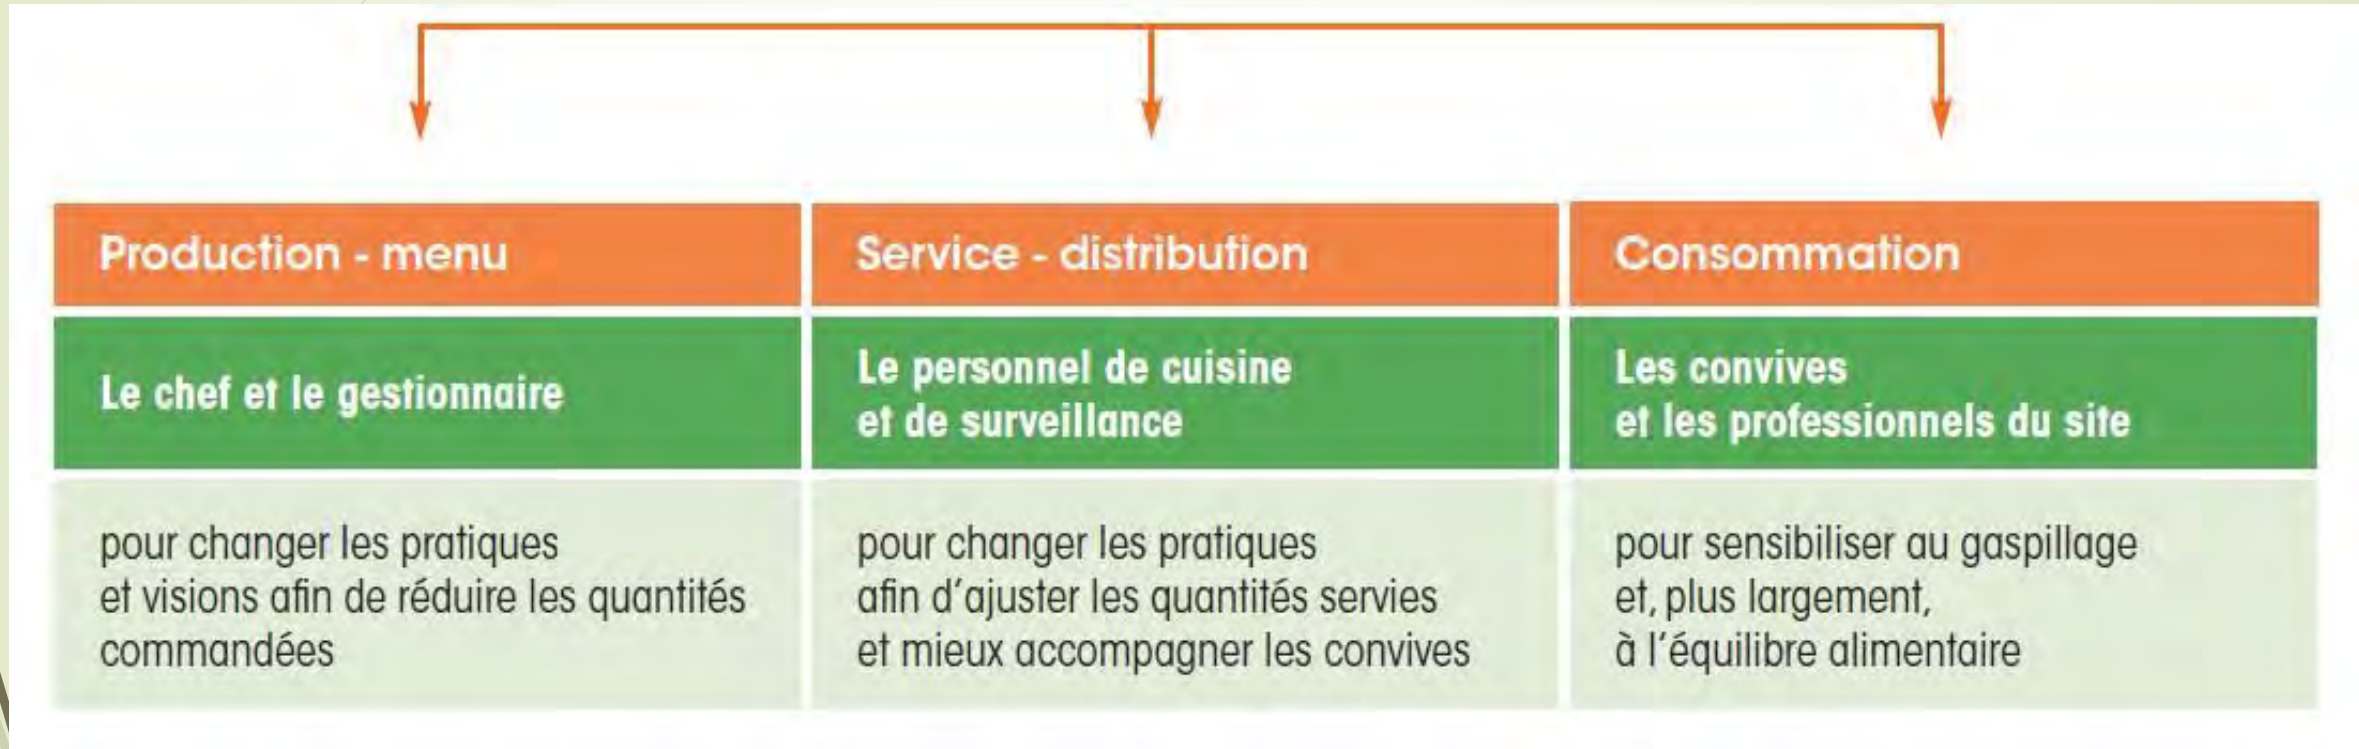 Production - menu
Service - distribution
Consommation
Le chef et le gestionnaire
Le personnel de cuisine
et de surveillance
Les convives
et les professionnels du site
pour changer les pratiques
et visions afin de réduire les quantités
commandées
pour changer les pratiques
afin d'ajuster les quantités servies
et mieux accompagner les convives
pour sensibiliser au gaspillage
et, plus largement,
à l'équilibre alimentaire